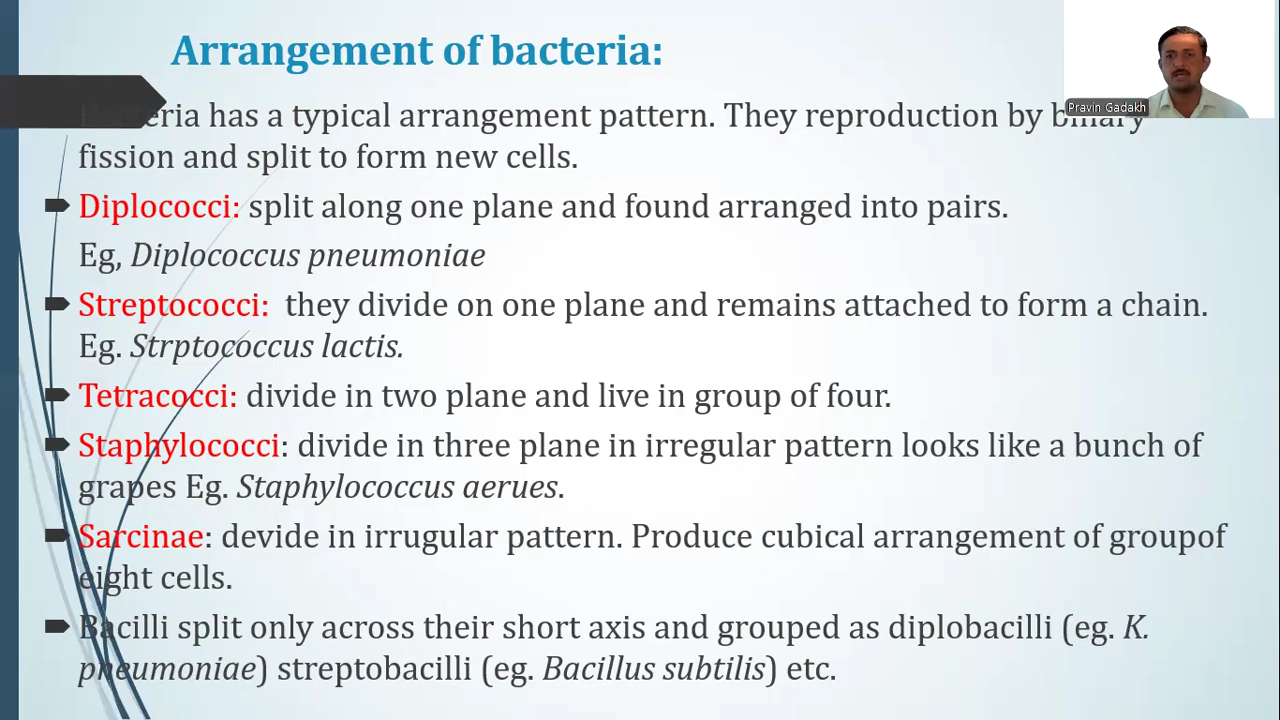 Arrangement of bacteria:
Pravin Gadakh
Bacteria has a typical arrangement pattern. They reproduction by binary
fission and split to form new cells.
Diplococci: split along one plane and found arranged into pairs.
Eg, Diplococcus pneumoniae
Streptococci: they divide on one plane and remains attached to form a chain.
Eg. Strptococcus lactis.
Tetracocci: divide in two plane and live in group of four.
Staphylococci: divide in three plane in irregular pattern looks like a bunch of
grapes Eg. Staphylococcus aerues.
Sarcinae: devide in irrugular pattern. Produce cubical arrangement of groupof
eight cells.
Bacilli split only across their short axis and grouped as diplobacilli (eg. K.
pneumoniae) streptobacilli (eg. Bacillus subtilis) etc.